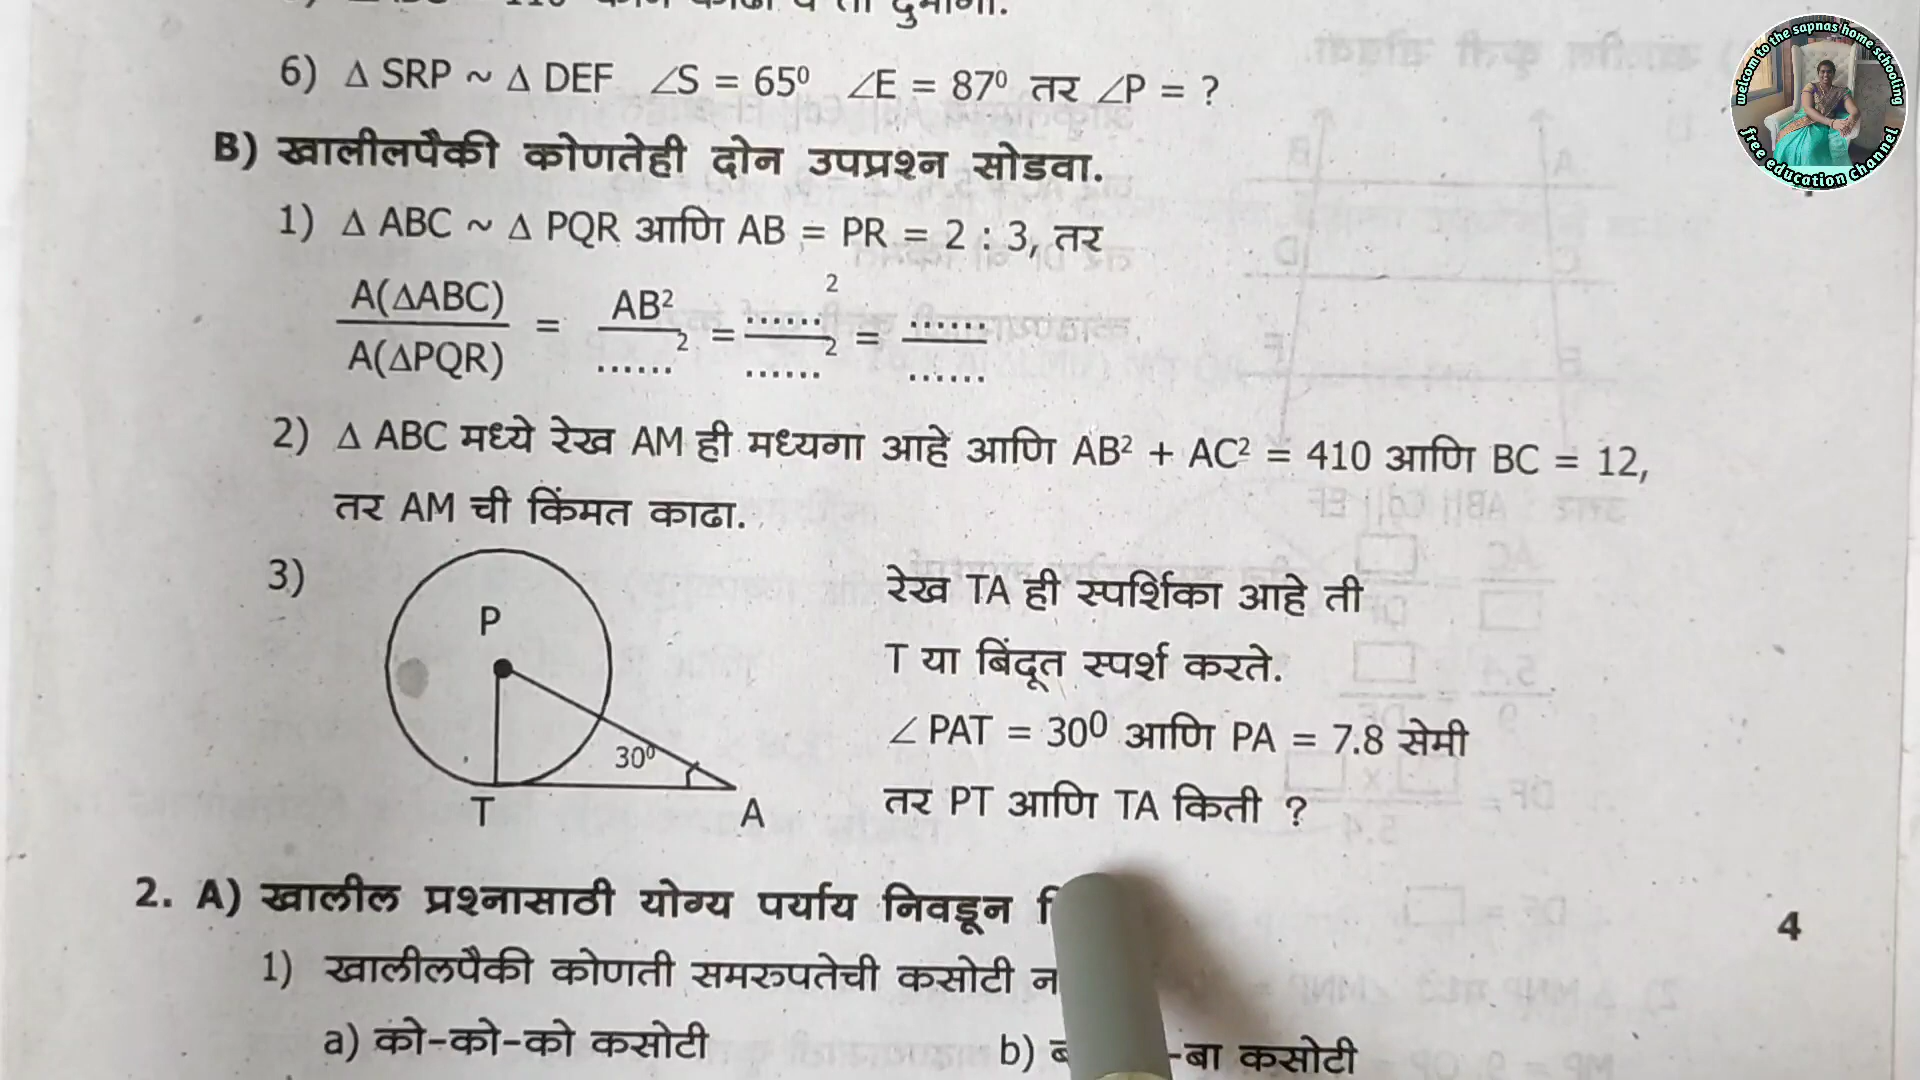 6) Δ SRP ~ Δ DEF ∠S = 65⁰ ∠E = 87⁰ तर ∠P = ?
B) खालीलपैकी कोणतेही दोन उपप्रश्न सोडवा.
1) Δ ABC ~ Δ PQR आणि AB = PR = 2 : 3, तर
A(ΔABC) / A(ΔPQR) = AB² / ......² = ......² / ......² = ...... / ......
2) Δ ABC मध्ये रेख AM ही मध्यगा आहे आणि AB² + AC² = 410 आणि BC = 12,
तर AM ची किंमत काढा.
3)
P
30⁰
T
A
रेख TA ही स्पर्शिका आहे ती
T या बिंदूत स्पर्श करते.
∠ PAT = 30⁰ आणि PA = 7.8 सेमी
तर PT आणि TA किती ?
2. A) खालील प्रश्नासाठी योग्य पर्याय निवडून
4
1) खालीलपैकी कोणती समरुपतेची कसोटी
a) को-को-को कसोटी
b) -बा कसोटी
welcom to the sapnas home schooling
free education channel